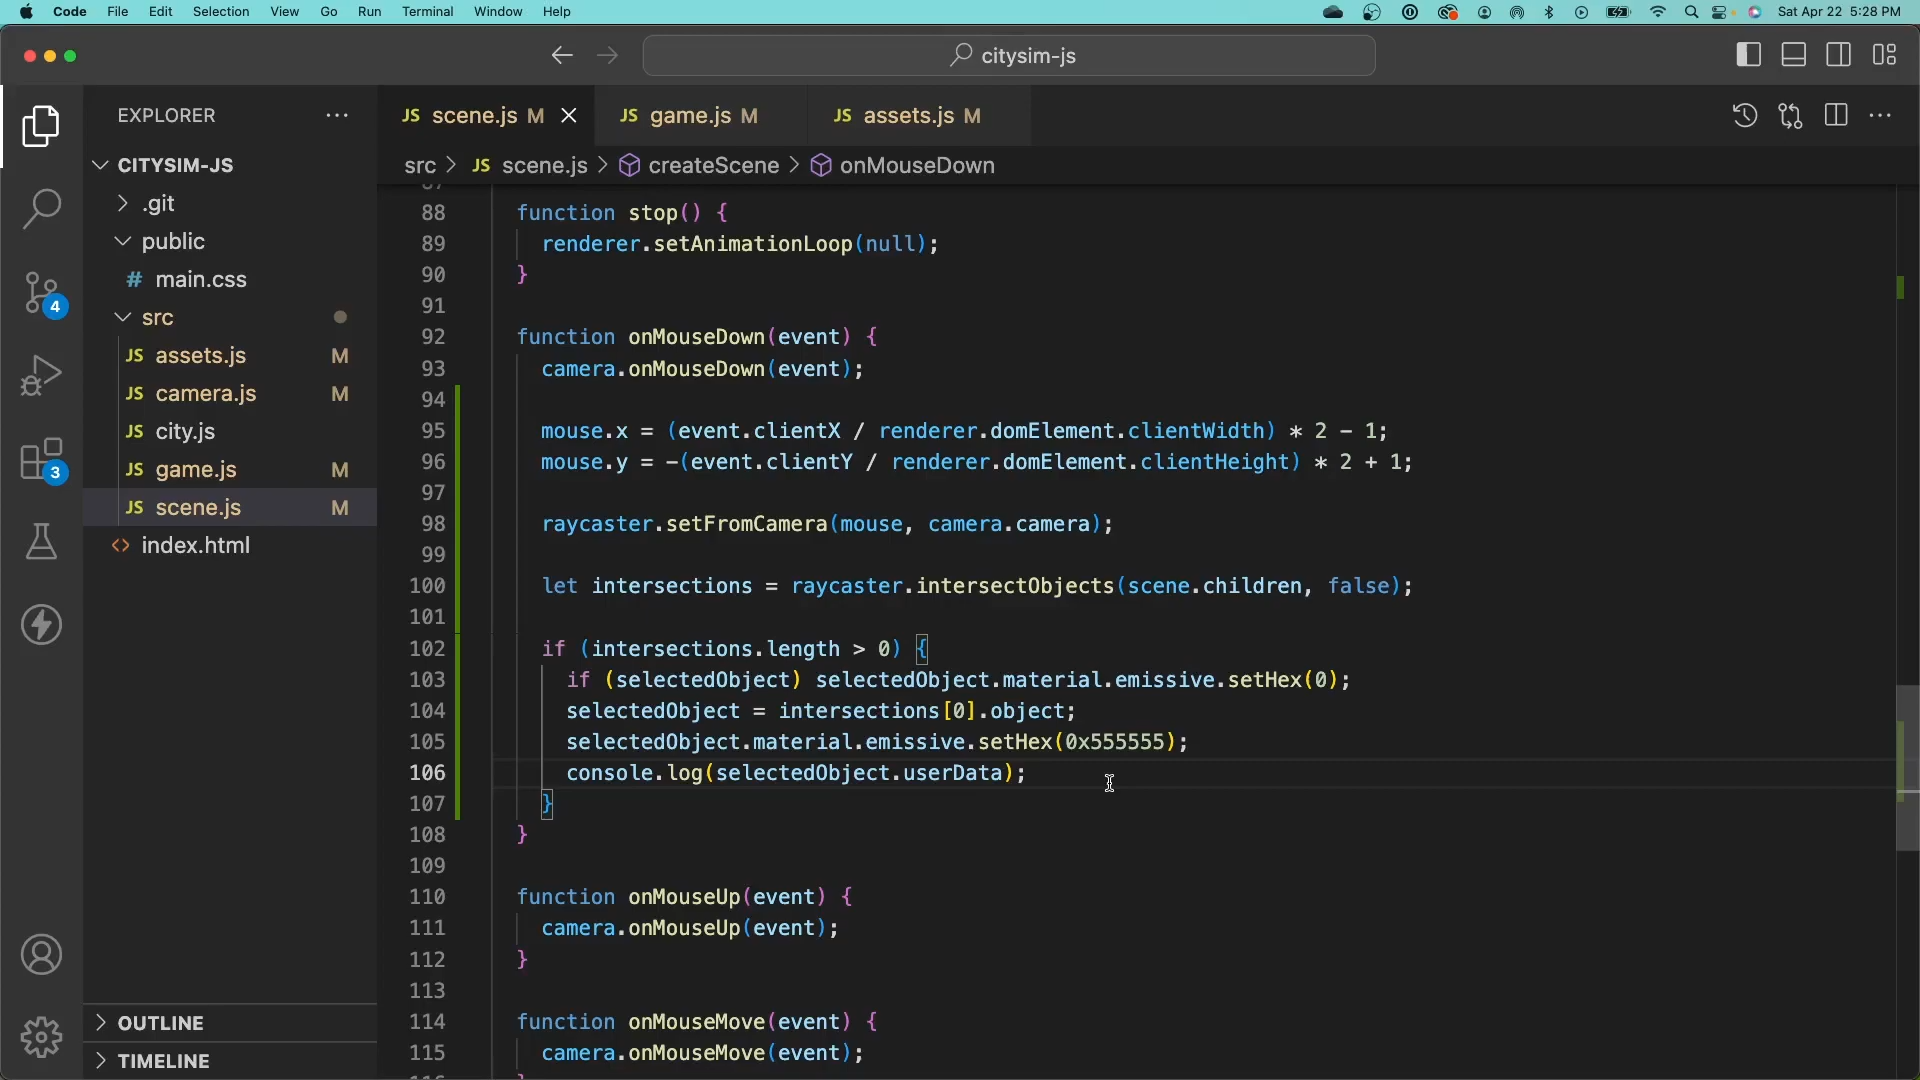 Code File Edit Selection View Go Run Terminal Window Help Sat Apr 22 5:28 PM
citysim-js
EXPLORER
CITYSIM-JS
.git
public
# main.css
src
JS assets.js M
JS camera.js M
JS city.js
JS game.js M
JS scene.js M
<> index.html
OUTLINE
TIMELINE
4
3
JS scene.js M JS game.js M JS assets.js M
src > JS scene.js > createScene > onMouseDown
87
88 function stop() {
89 renderer.setAnimationLoop(null);
90 }
91
92 function onMouseDown(event) {
93 camera.onMouseDown(event);
94
95 mouse.x = (event.clientX / renderer.domElement.clientWidth) * 2 - 1;
96 mouse.y = -(event.clientY / renderer.domElement.clientHeight) * 2 + 1;
97
98 raycaster.setFromCamera(mouse, camera.camera);
99
100 let intersections = raycaster.intersectObjects(scene.children, false);
101
102 if (intersections.length > 0) {
103 if (selectedObject) selectedObject.material.emissive.setHex(0);
104 selectedObject = intersections[0].object;
105 selectedObject.material.emissive.setHex(0x555555);
106 console.log(selectedObject.userData);
107 }
108 }
109
110 function onMouseUp(event) {
111 camera.onMouseUp(event);
112 }
113
114 function onMouseMove(event) {
115 camera.onMouseMove(event);